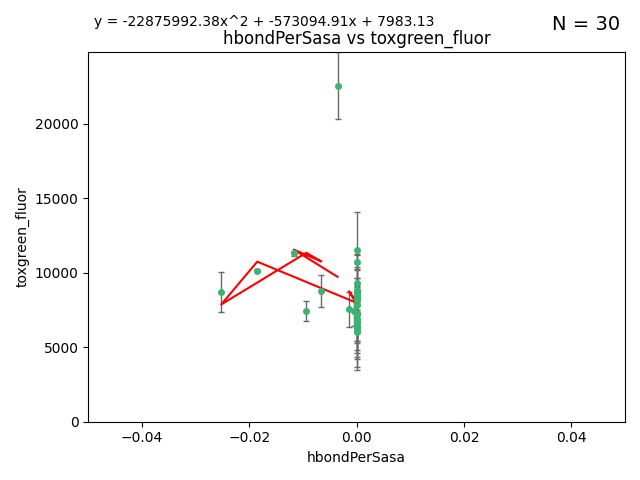 y = -22875992.38x^2 + -573094.91x + 7983.13
N = 30
hbondPerSasa vs toxgreen_fluor
20000
15000
10000
5000
0
toxgreen_fluor
−0.04 −0.02 0.00 0.02 0.04
hbondPerSasa